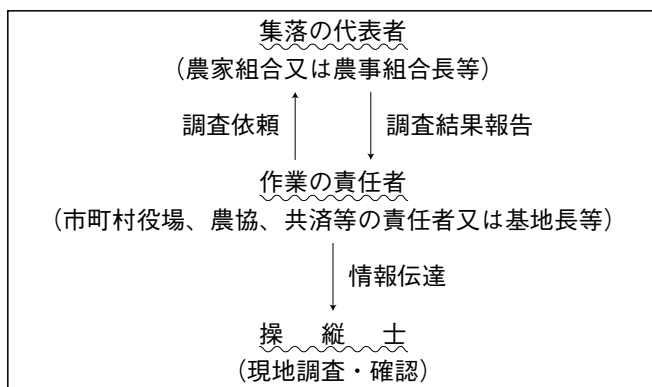 集落の代表者
（農家組合又は農事組合長等）
調査依頼 調査結果報告
作業の責任者
（市町村役場、農協、共済等の責任者又は基地長等）
情報伝達
操　縦　士
（現地調査・確認）